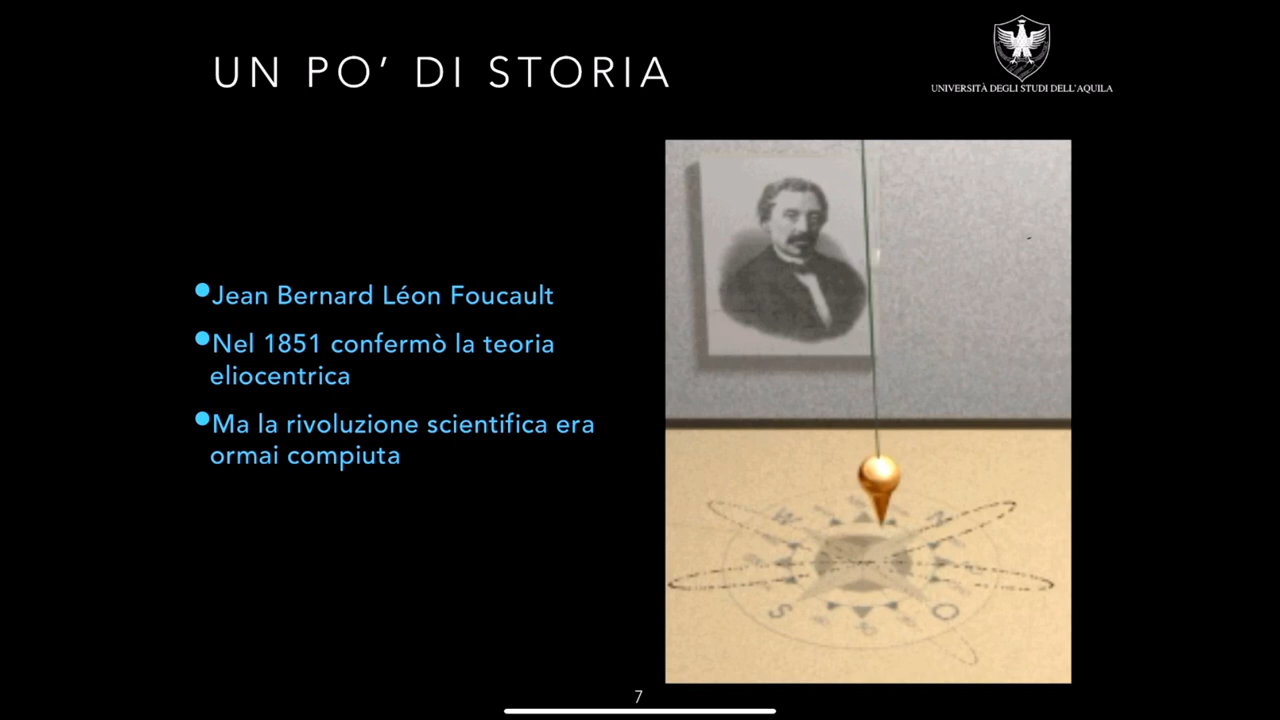 UN PO’ DI STORIA
UNIVERSITÀ DEGLI STUDI DELL'AQUILA
•Jean Bernard Léon Foucault
•Nel 1851 confermò la teoria
eliocentrica
•Ma la rivoluzione scientifica era
ormai compiuta
W
N
S
O
7